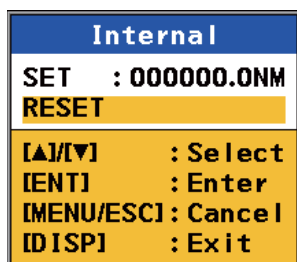 Internal
SET : 000000.0NM
RESET
[▲]/[▼] : Select
[ENT] : Enter
[MENU/ESC] : Cancel
[DISP] : Exit